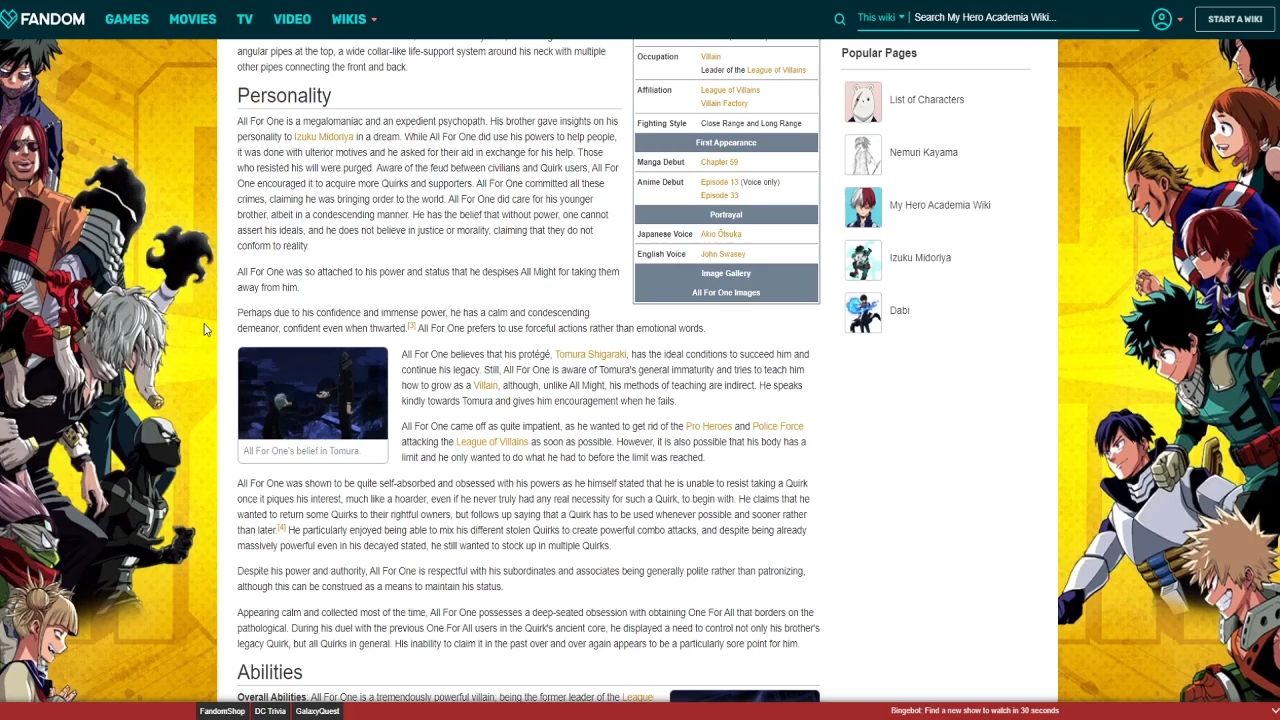 FANDOM GAMES MOVIES TV VIDEO WIKIS This wiki Search My Hero Academia Wiki... START A WIKI
angular pipes at the top, a wide collar-like life-support system around his neck with multiple
other pipes connecting the front and back.
Personality
All For One is a megalomaniac and an expedient psychopath. His brother gave insights on his
personality to Izuku Midoriya in a dream. While All For One did use his powers to help people,
it was done with ulterior motives and he asked for their aid in exchange for his help. Those
who resisted his will were purged. Aware of the feud between civilians and Quirk users, All For
One encouraged it to acquire more Quirks and supporters. All For One committed all these
crimes, claiming he was bringing order to the world. All For One did care for his younger
brother, albeit in a condescending manner. He has the belief that without power, one cannot
assert his ideals, and he does not believe in justice or morality, claiming that they do not
conform to reality.
All For One was so attached to his power and status that he despises All Might for taking them
away from him.
Perhaps due to his confidence and immense power, he has a calm and condescending
demeanor, confident even when thwarted.[3] All For One prefers to use forceful actions rather than emotional words.
Occupation Villain
Leader of the League of Villains
Affiliation League of Villains
Villain Factory
Fighting Style Close Range and Long Range
First Appearance
Manga Debut Chapter 59
Anime Debut Episode 13 (Voice only)
Episode 33
Portrayal
Japanese Voice Akio Ōtsuka
English Voice John Swasey
Image Gallery
All For One Images
All For One's belief in Tomura.
All For One believes that his protégé, Tomura Shigaraki, has the ideal conditions to succeed him and
continue his legacy. Still, All For One is aware of Tomura's general immaturity and tries to teach him
how to grow as a Villain, although, unlike All Might, his methods of teaching are indirect. He speaks
kindly towards Tomura and gives him encouragement when he fails.
All For One came off as quite impatient, as he wanted to get rid of the Pro Heroes and Police Force
attacking the League of Villains as soon as possible. However, it is also possible that his body has a
limit and he only wanted to do what he had to before the limit was reached.
All For One was shown to be quite self-absorbed and obsessed with his powers as he himself stated that he is unable to resist taking a Quirk
once it piques his interest, much like a hoarder, even if he never truly had any real necessity for such a Quirk, to begin with. He claims that he
wanted to return some Quirks to their rightful owners, but follows up saying that a Quirk has to be used whenever possible and sooner rather
than later.[4] He particularly enjoyed being able to mix his different stolen Quirks to create powerful combo attacks, and despite being already
massively powerful even in his decayed stated, he still wanted to stock up in multiple Quirks.
Despite his power and authority, All For One is respectful with his subordinates and associates being generally polite rather than patronizing,
although this can be construed as a means to maintain his status.
Appearing calm and collected most of the time, All For One possesses a deep-seated obsession with obtaining One For All that borders on the
pathological. During his duel with the previous One For All users in the Quirk's ancient core, he displayed a need to control not only his brother's
legacy Quirk, but all Quirks in general. His inability to claim it in the past over and over again appears to be a particularly sore point for him.
Abilities
Overall Abilities: All For One is a tremendously powerful villain; being the former leader of the League
Popular Pages
List of Characters
Nemuri Kayama
My Hero Academia Wiki
Izuku Midoriya
Dabi
FandomShop DC Trivia GalaxyQuest Bingebot: Find a new show to watch in 30 seconds